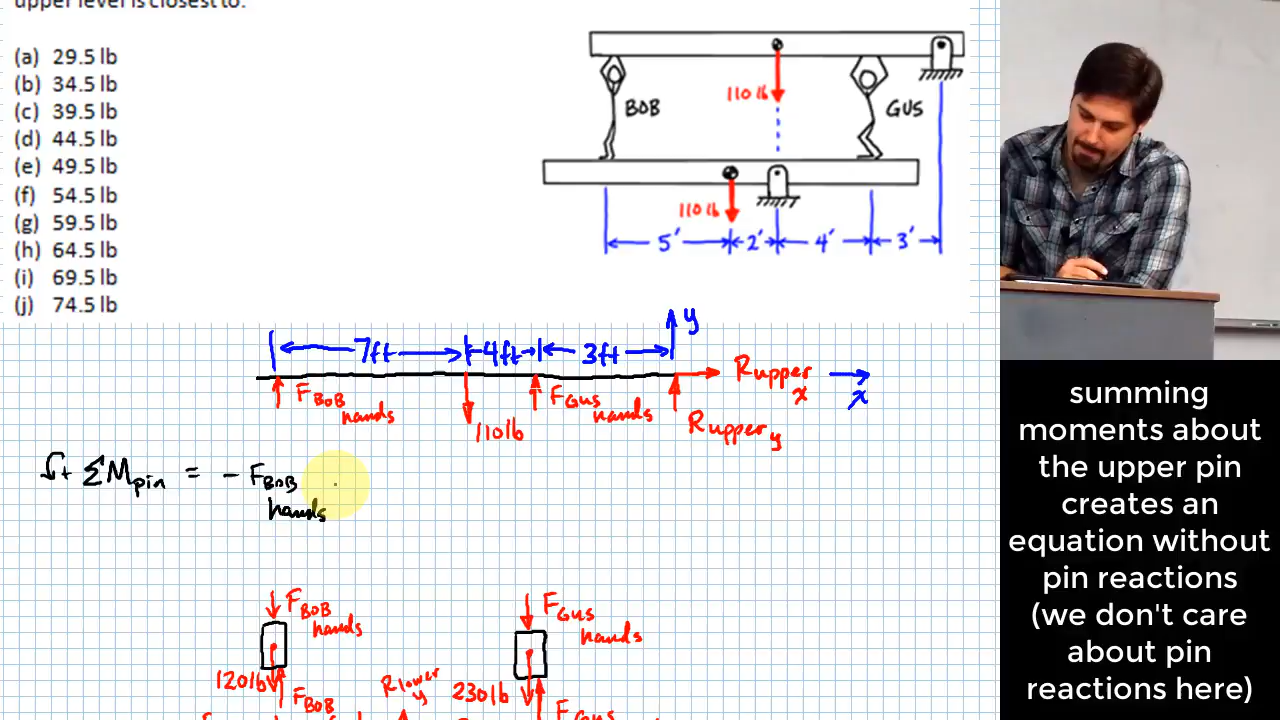 upper level is closest to:
(a) 29.5 lb
(b) 34.5 lb
(c) 39.5 lb
(d) 44.5 lb
(e) 49.5 lb
(f) 54.5 lb
(g) 59.5 lb
(h) 64.5 lb
(i) 69.5 lb
(j) 74.5 lb
110 lb
BOB
GUS
110 lb
5' 2' 4' 3'
y
7ft 4ft 3ft
F BOB hands
110 lb
F Gus hands
R upper x
x
R upper y
+ ΣM pin = - F BOB hands
F BOB hands
F Gus hands
120 lb
R lower y
230 lb
F BOB
F Gus
summing
moments about
the upper pin
creates an
equation without
pin reactions
(we don't care
about pin
reactions here)